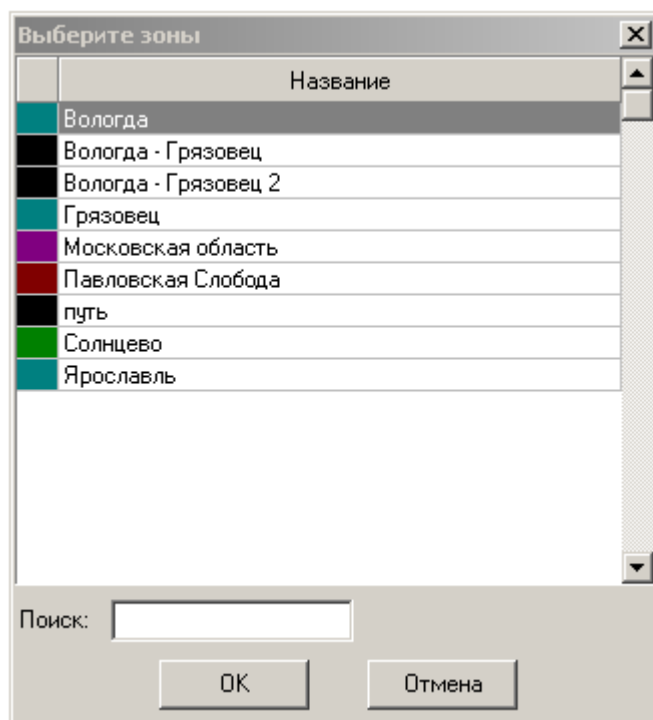 Выберите зоны
Название
Вологда
Вологда - Грязовец
Вологда - Грязовец 2
Грязовец
Московская область
Павловская Слобода
путь
Солнцево
Ярославль
Поиск:
OK Отмена